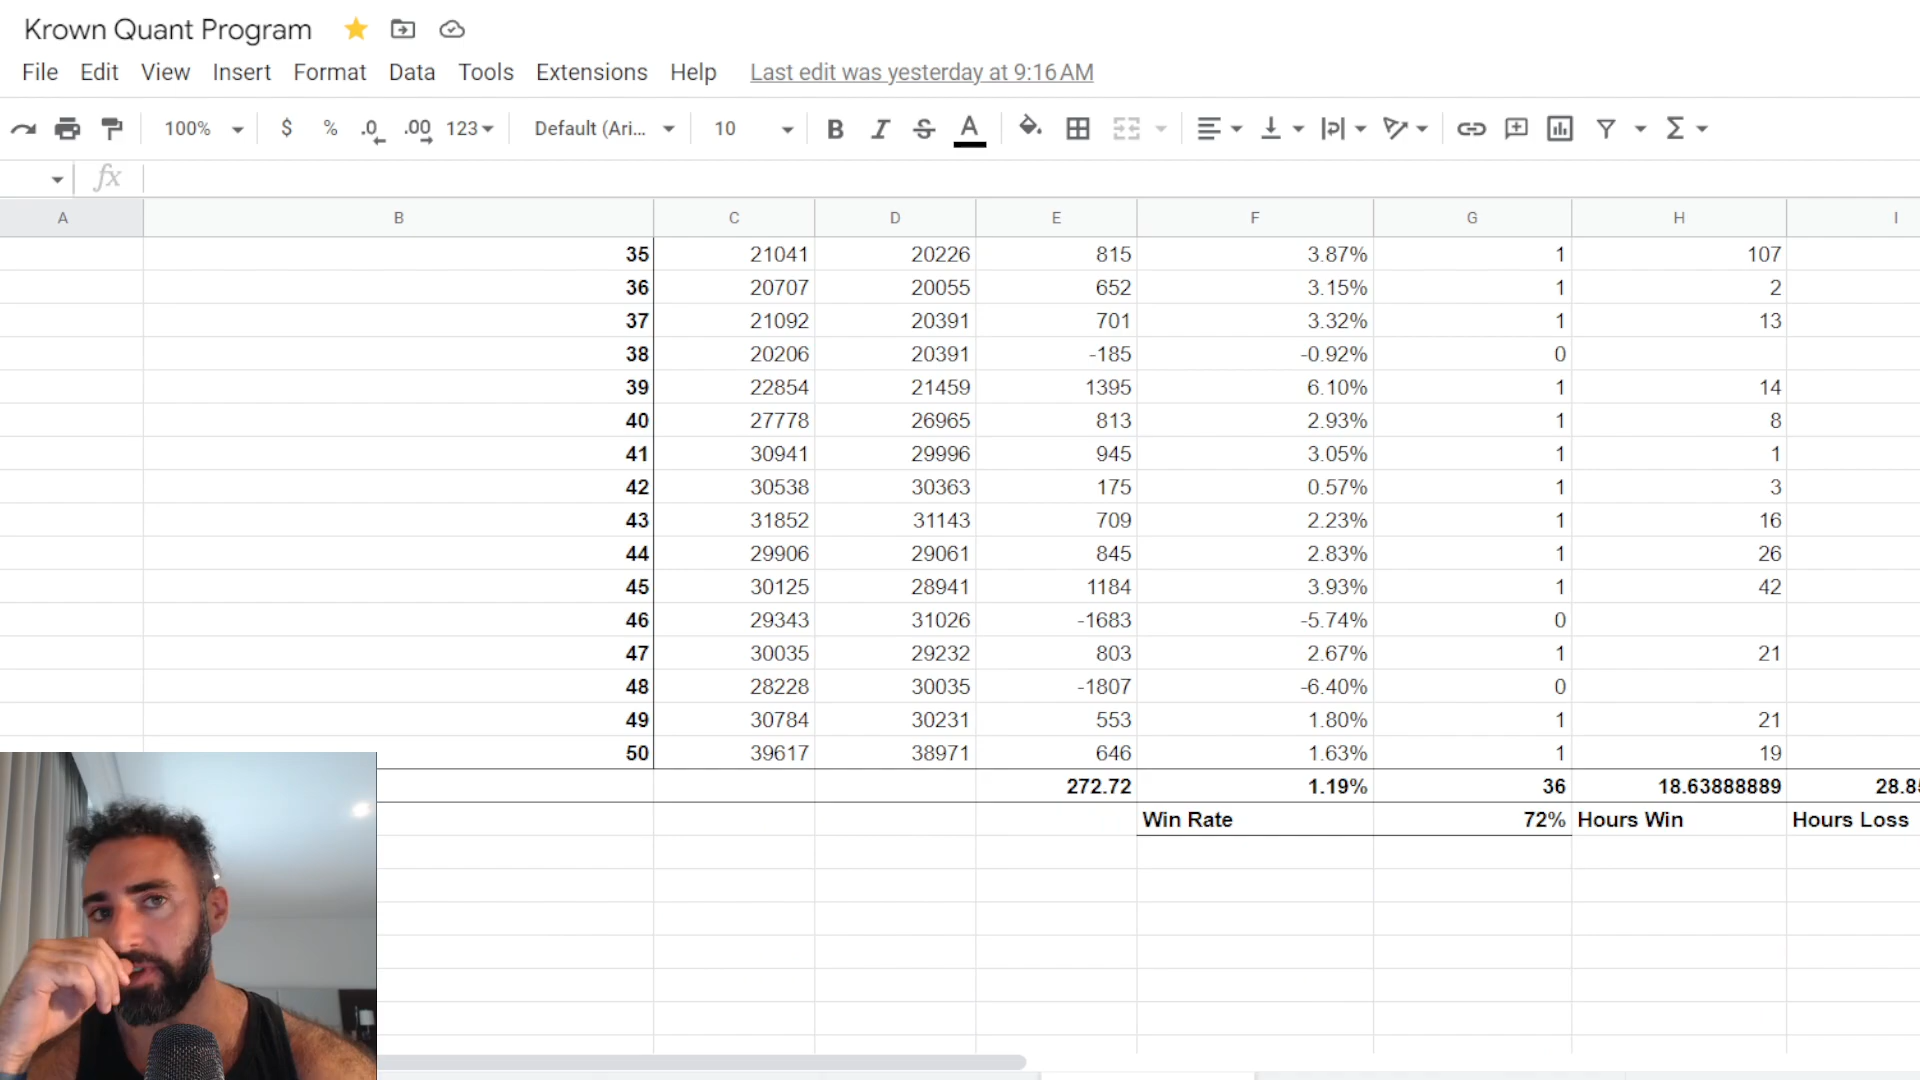 Krown Quant Program
File Edit View Insert Format Data Tools Extensions Help Last edit was yesterday at 9:16 AM
100% $ % .0 .00 123 Default (Ari... 10 B I S A Σ
fx
A B C D E F G H I
35 21041 20226 815 3.87% 1 107
36 20707 20055 652 3.15% 1 2
37 21092 20391 701 3.32% 1 13
38 20206 20391 -185 -0.92% 0
39 22854 21459 1395 6.10% 1 14
40 27778 26965 813 2.93% 1 8
41 30941 29996 945 3.05% 1 1
42 30538 30363 175 0.57% 1 3
43 31852 31143 709 2.23% 1 16
44 29906 29061 845 2.83% 1 26
45 30125 28941 1184 3.93% 1 42
46 29343 31026 -1683 -5.74% 0
47 30035 29232 803 2.67% 1 21
48 28228 30035 -1807 -6.40% 0
49 30784 30231 553 1.80% 1 21
50 39617 38971 646 1.63% 1 19
272.72 1.19% 36 18.63888889
Win Rate 72% Hours Win Hours Loss